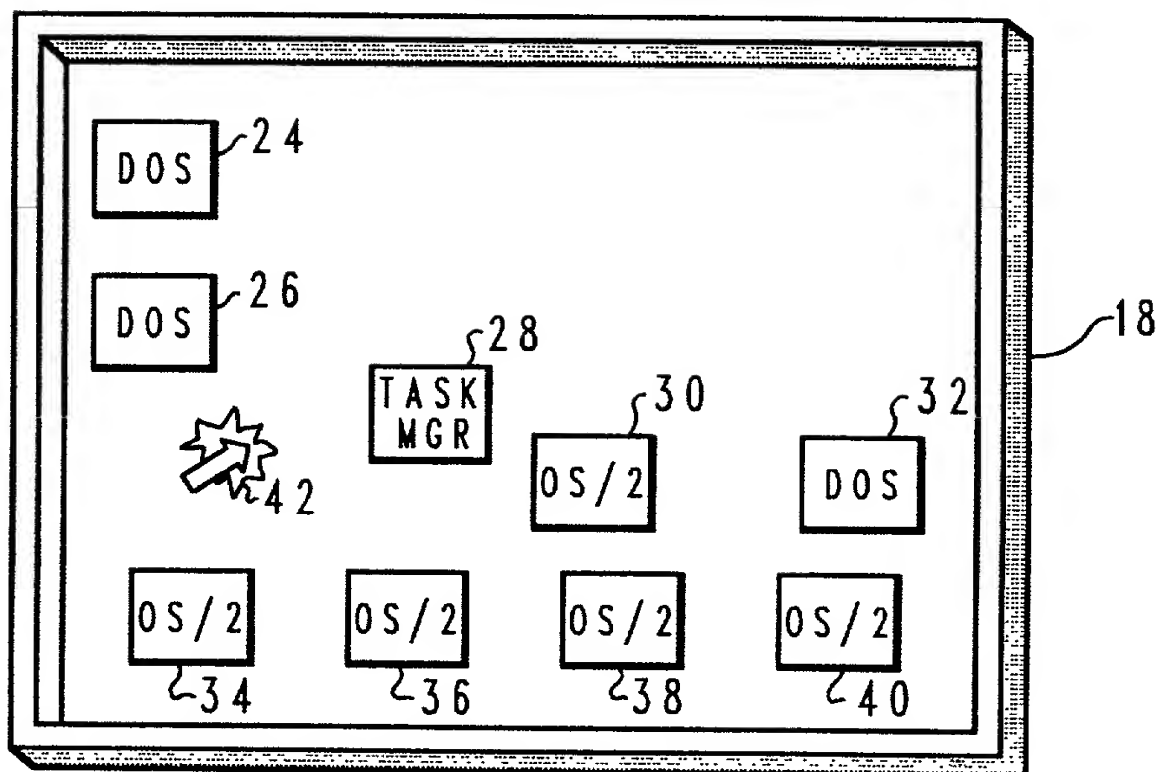 DOS 24
DOS 26
18
TASK
MGR
28
OS/2 30
DOS 32
42
OS/2 OS/2 OS/2 OS/2
34 36 38 40